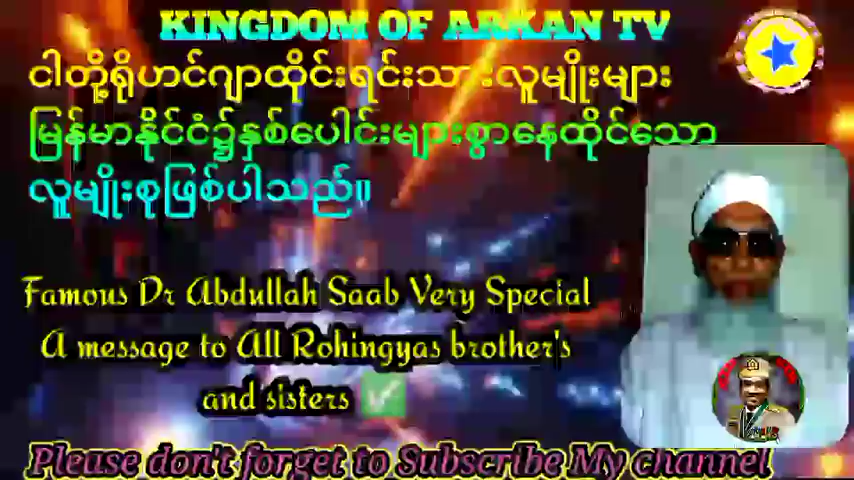 KINGDOM OF ARKAN TV
ငါတို့ရိုဟင်ဂျာထိုင်းရင်းသားလူမျိုးများ
မြန်မာနိုင်ငံ၌နှစ်ပေါင်းများစွာနေထိုင်သော
လူမျိုးစုဖြစ်ပါသည်။
Famous Dr Abdullah Saab Very Special
A message to All Rohingyas brother's
and sisters ✅
Please don't forget to Subscribe My channel